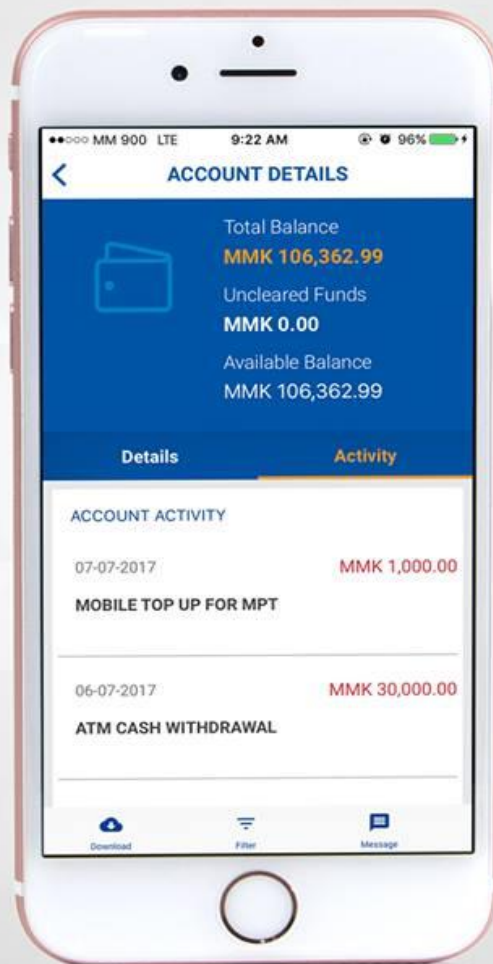 MM 900 LTE 9:22 AM 96%
ACCOUNT DETAILS
Total Balance
MMK 106,362.99
Uncleared Funds
MMK 0.00
Available Balance
MMK 106,362.99
Details Activity
ACCOUNT ACTIVITY
07-07-2017 MMK 1,000.00
MOBILE TOP UP FOR MPT
06-07-2017 MMK 30,000.00
ATM CASH WITHDRAWAL
Download Filter Message